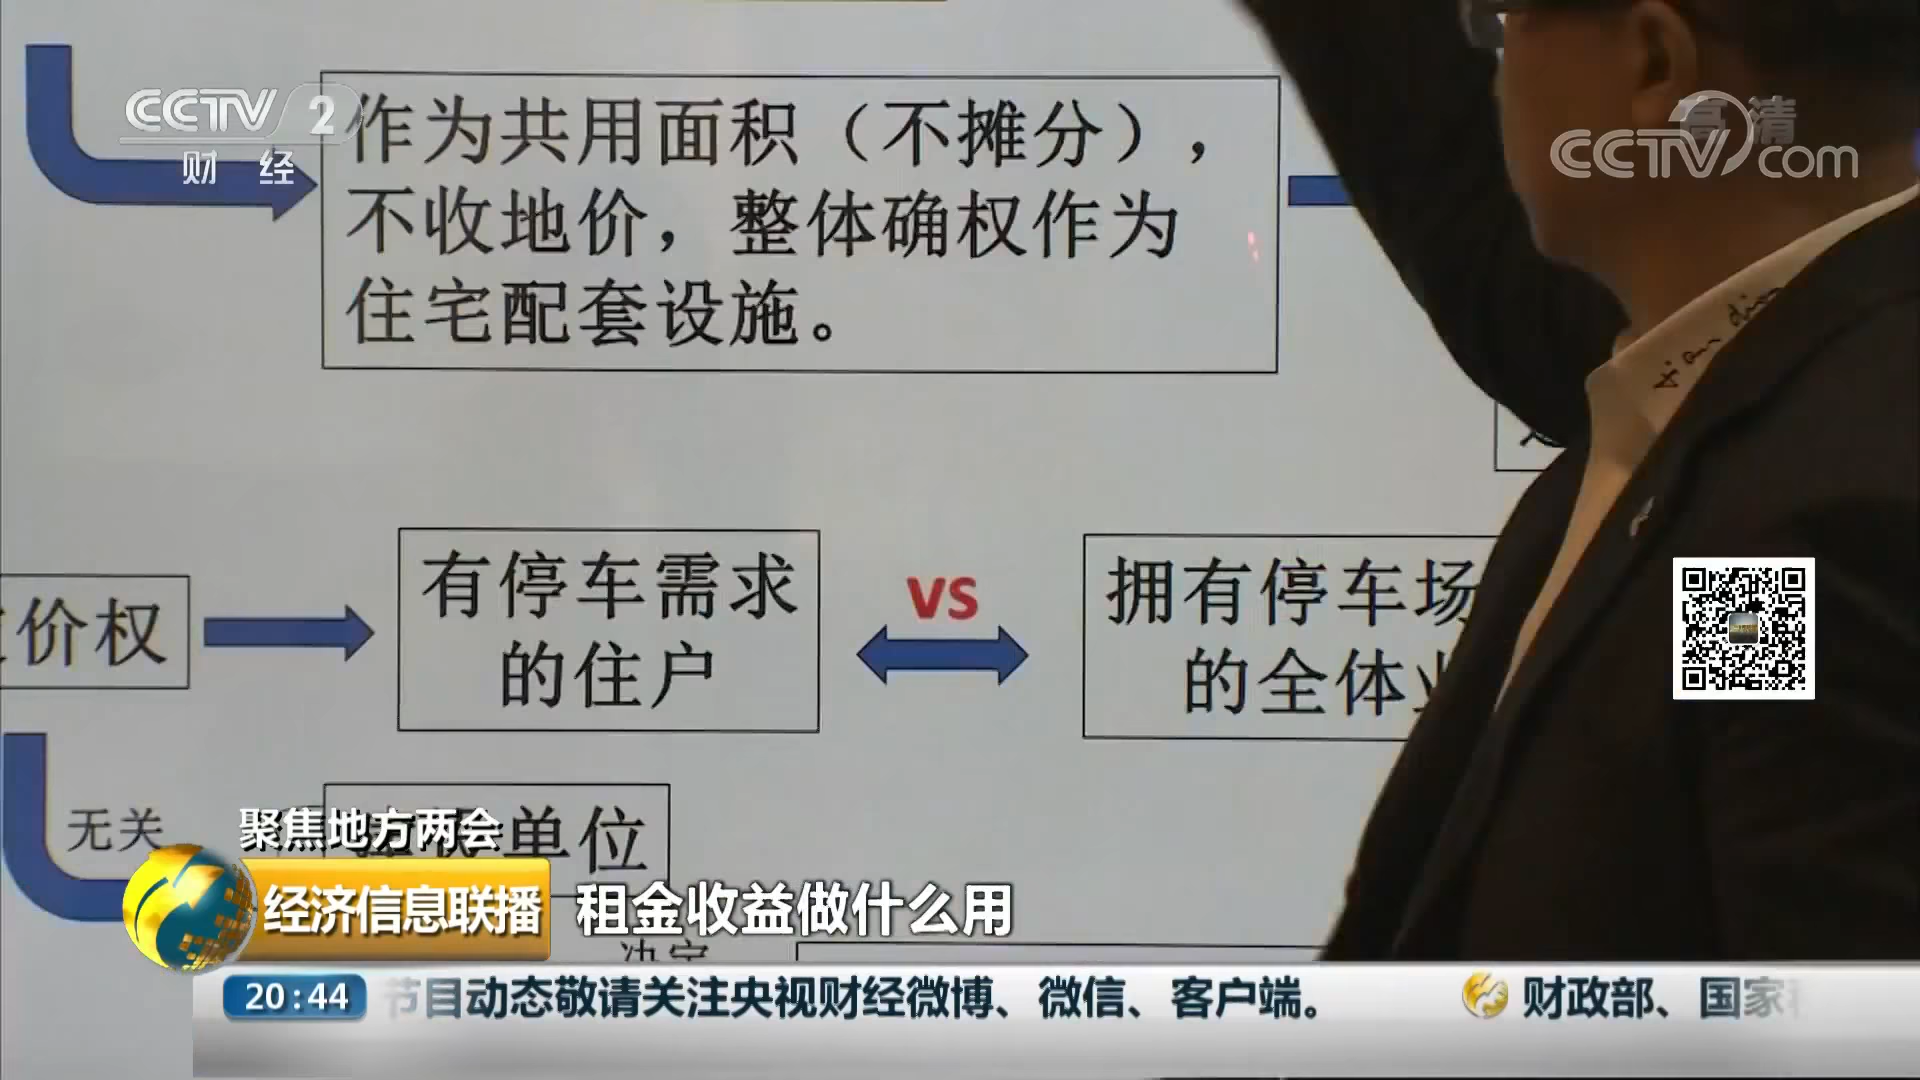 CCTV 2
财 经
高清
CCTV.com
作为共用面积（不摊分），
不收地价，整体确权作为
住宅配套设施。
tian din
价权
有停车需求
的住户
VS
拥有停车场
的全体
无关
单位
聚焦地方两会
经济信息联播
租金收益做什么用
决定
20:44
节目动态敬请关注央视财经微博、微信、客户端。
财政部、国家